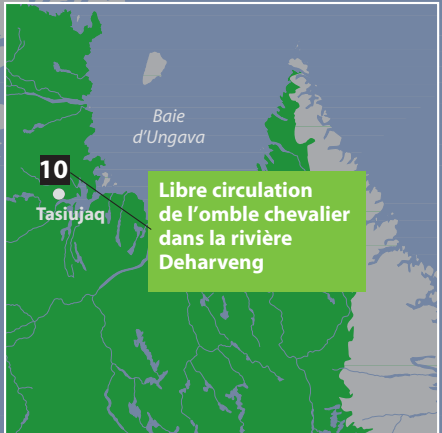 Baie
d'Ungava
10
Tasiujaq
Libre circulation
de l'omble chevalier
dans la rivière
Deharveng